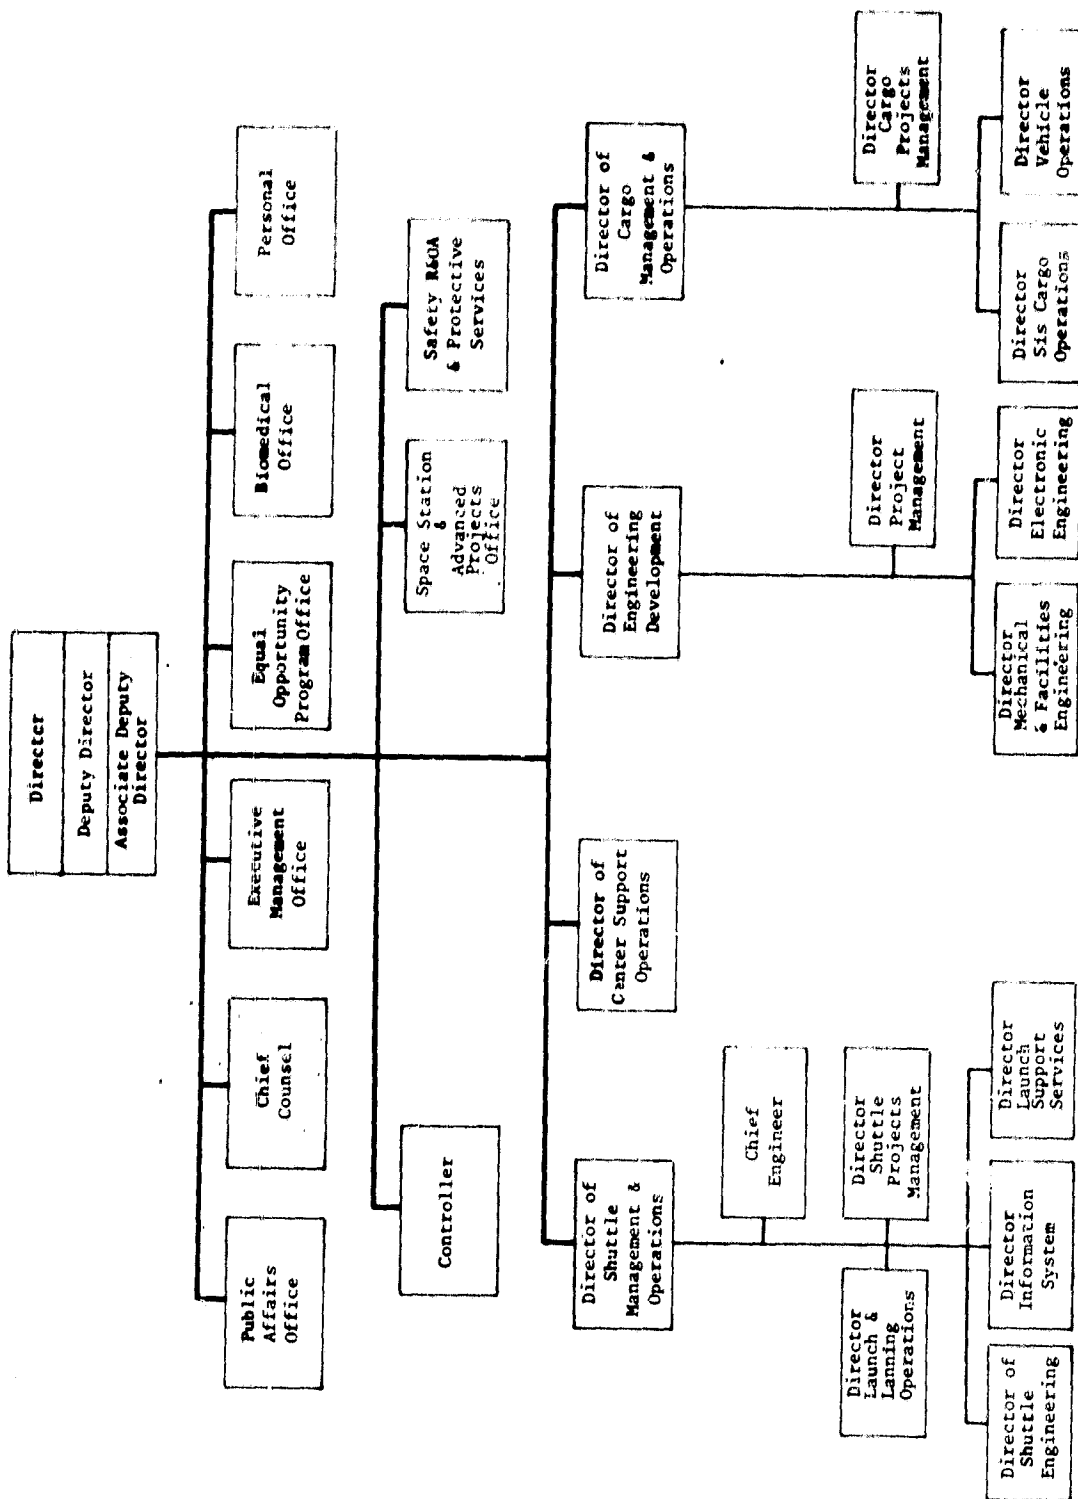 Director
Deputy Director
Associate Deputy
Director
Public
Affairs
Office
Chief
Counsel
Executive
Management
Office
Equal
Opportunity
Program Office
Biomedical
Office
Personal
Office
Controller
Space Station
&
Advanced
Projects
Office
Safety R&QA
& Protective
Services
Director of
Shuttle
Management &
Operations
Director of
Center Support
Operations
Director of
Engineering
Development
Director of
Cargo
Management &
Operations
Chief
Engineer
Director
Launch &
Lanning
Operations
Director
Shuttle
Projects
Management
Director
Project
Management
Director
Cargo
Projects
Management
Director of
Shuttle
Engineering
Director
Information
System
Director
Launch
Support
Services
Director
Mechanical
& Facilities
Engineering
Director
Electronic
Engineering
Director
Sis Cargo
Operations
Director
Vehicle
Operations